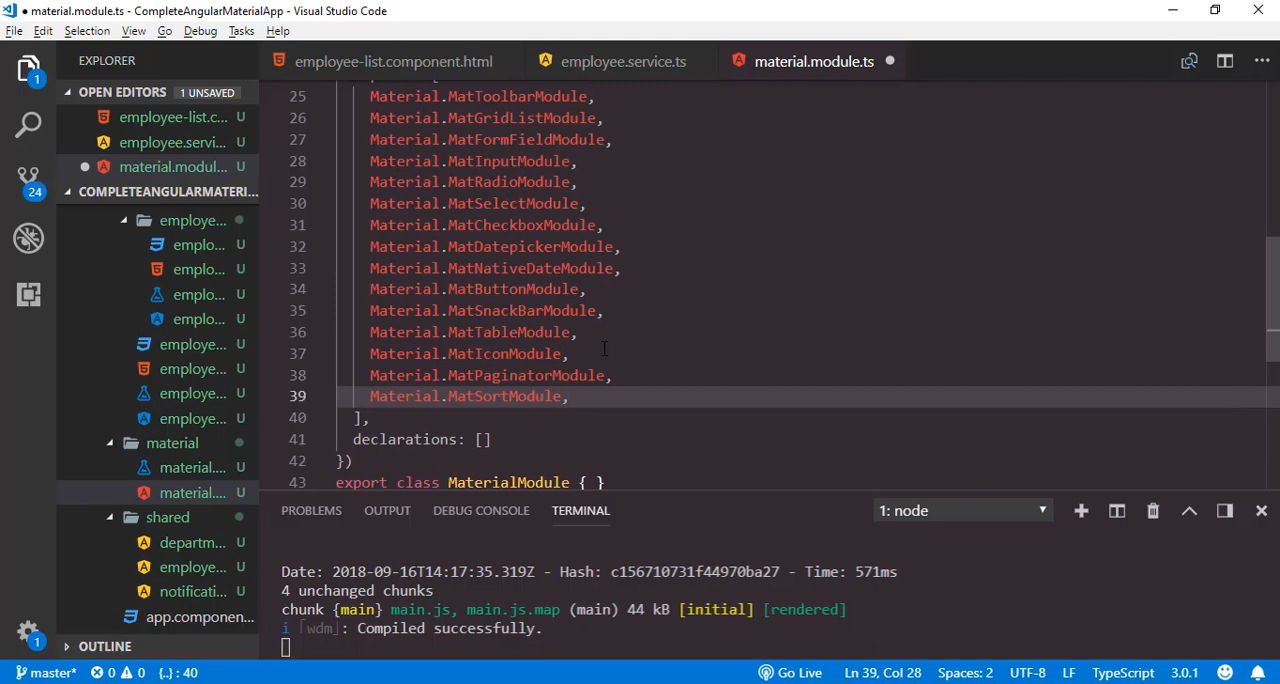 ● material.module.ts - CompleteAngularMaterialApp - Visual Studio Code
File Edit Selection View Go Debug Tasks Help
EXPLORER
employee-list.component.html employee.service.ts material.module.ts
OPEN EDITORS 1 UNSAVED
employee-list.c... U
employee.servi... U
material.modul... U
COMPLETEANGULARMATERI...
employe...
emplo... U
emplo... U
emplo... U
emplo... U
employe... U
employe... U
employe... U
employe... U
material
material.... U
material.... U
shared
departm... U
employe... U
notificati... U
app.componen...
OUTLINE
1
24
1
25 Material.MatToolbarModule,
26 Material.MatGridListModule,
27 Material.MatFormFieldModule,
28 Material.MatInputModule,
29 Material.MatRadioModule,
30 Material.MatSelectModule,
31 Material.MatCheckboxModule,
32 Material.MatDatepickerModule,
33 Material.MatNativeDateModule,
34 Material.MatButtonModule,
35 Material.MatSnackBarModule,
36 Material.MatTableModule,
37 Material.MatIconModule,
38 Material.MatPaginatorModule,
39 Material.MatSortModule,
40 ],
41 declarations: []
42 })
43 export class MaterialModule { }
PROBLEMS OUTPUT DEBUG CONSOLE TERMINAL 1: node
Date: 2018-09-16T14:17:35.319Z - Hash: c156710731f44970ba27 - Time: 571ms
4 unchanged chunks
chunk {main} main.js, main.js.map (main) 44 kB [initial] [rendered]
i ｢wdm｣: Compiled successfully.
master* 0 0 {..} : 40 Go Live Ln 39, Col 28 Spaces: 2 UTF-8 LF TypeScript 3.0.1